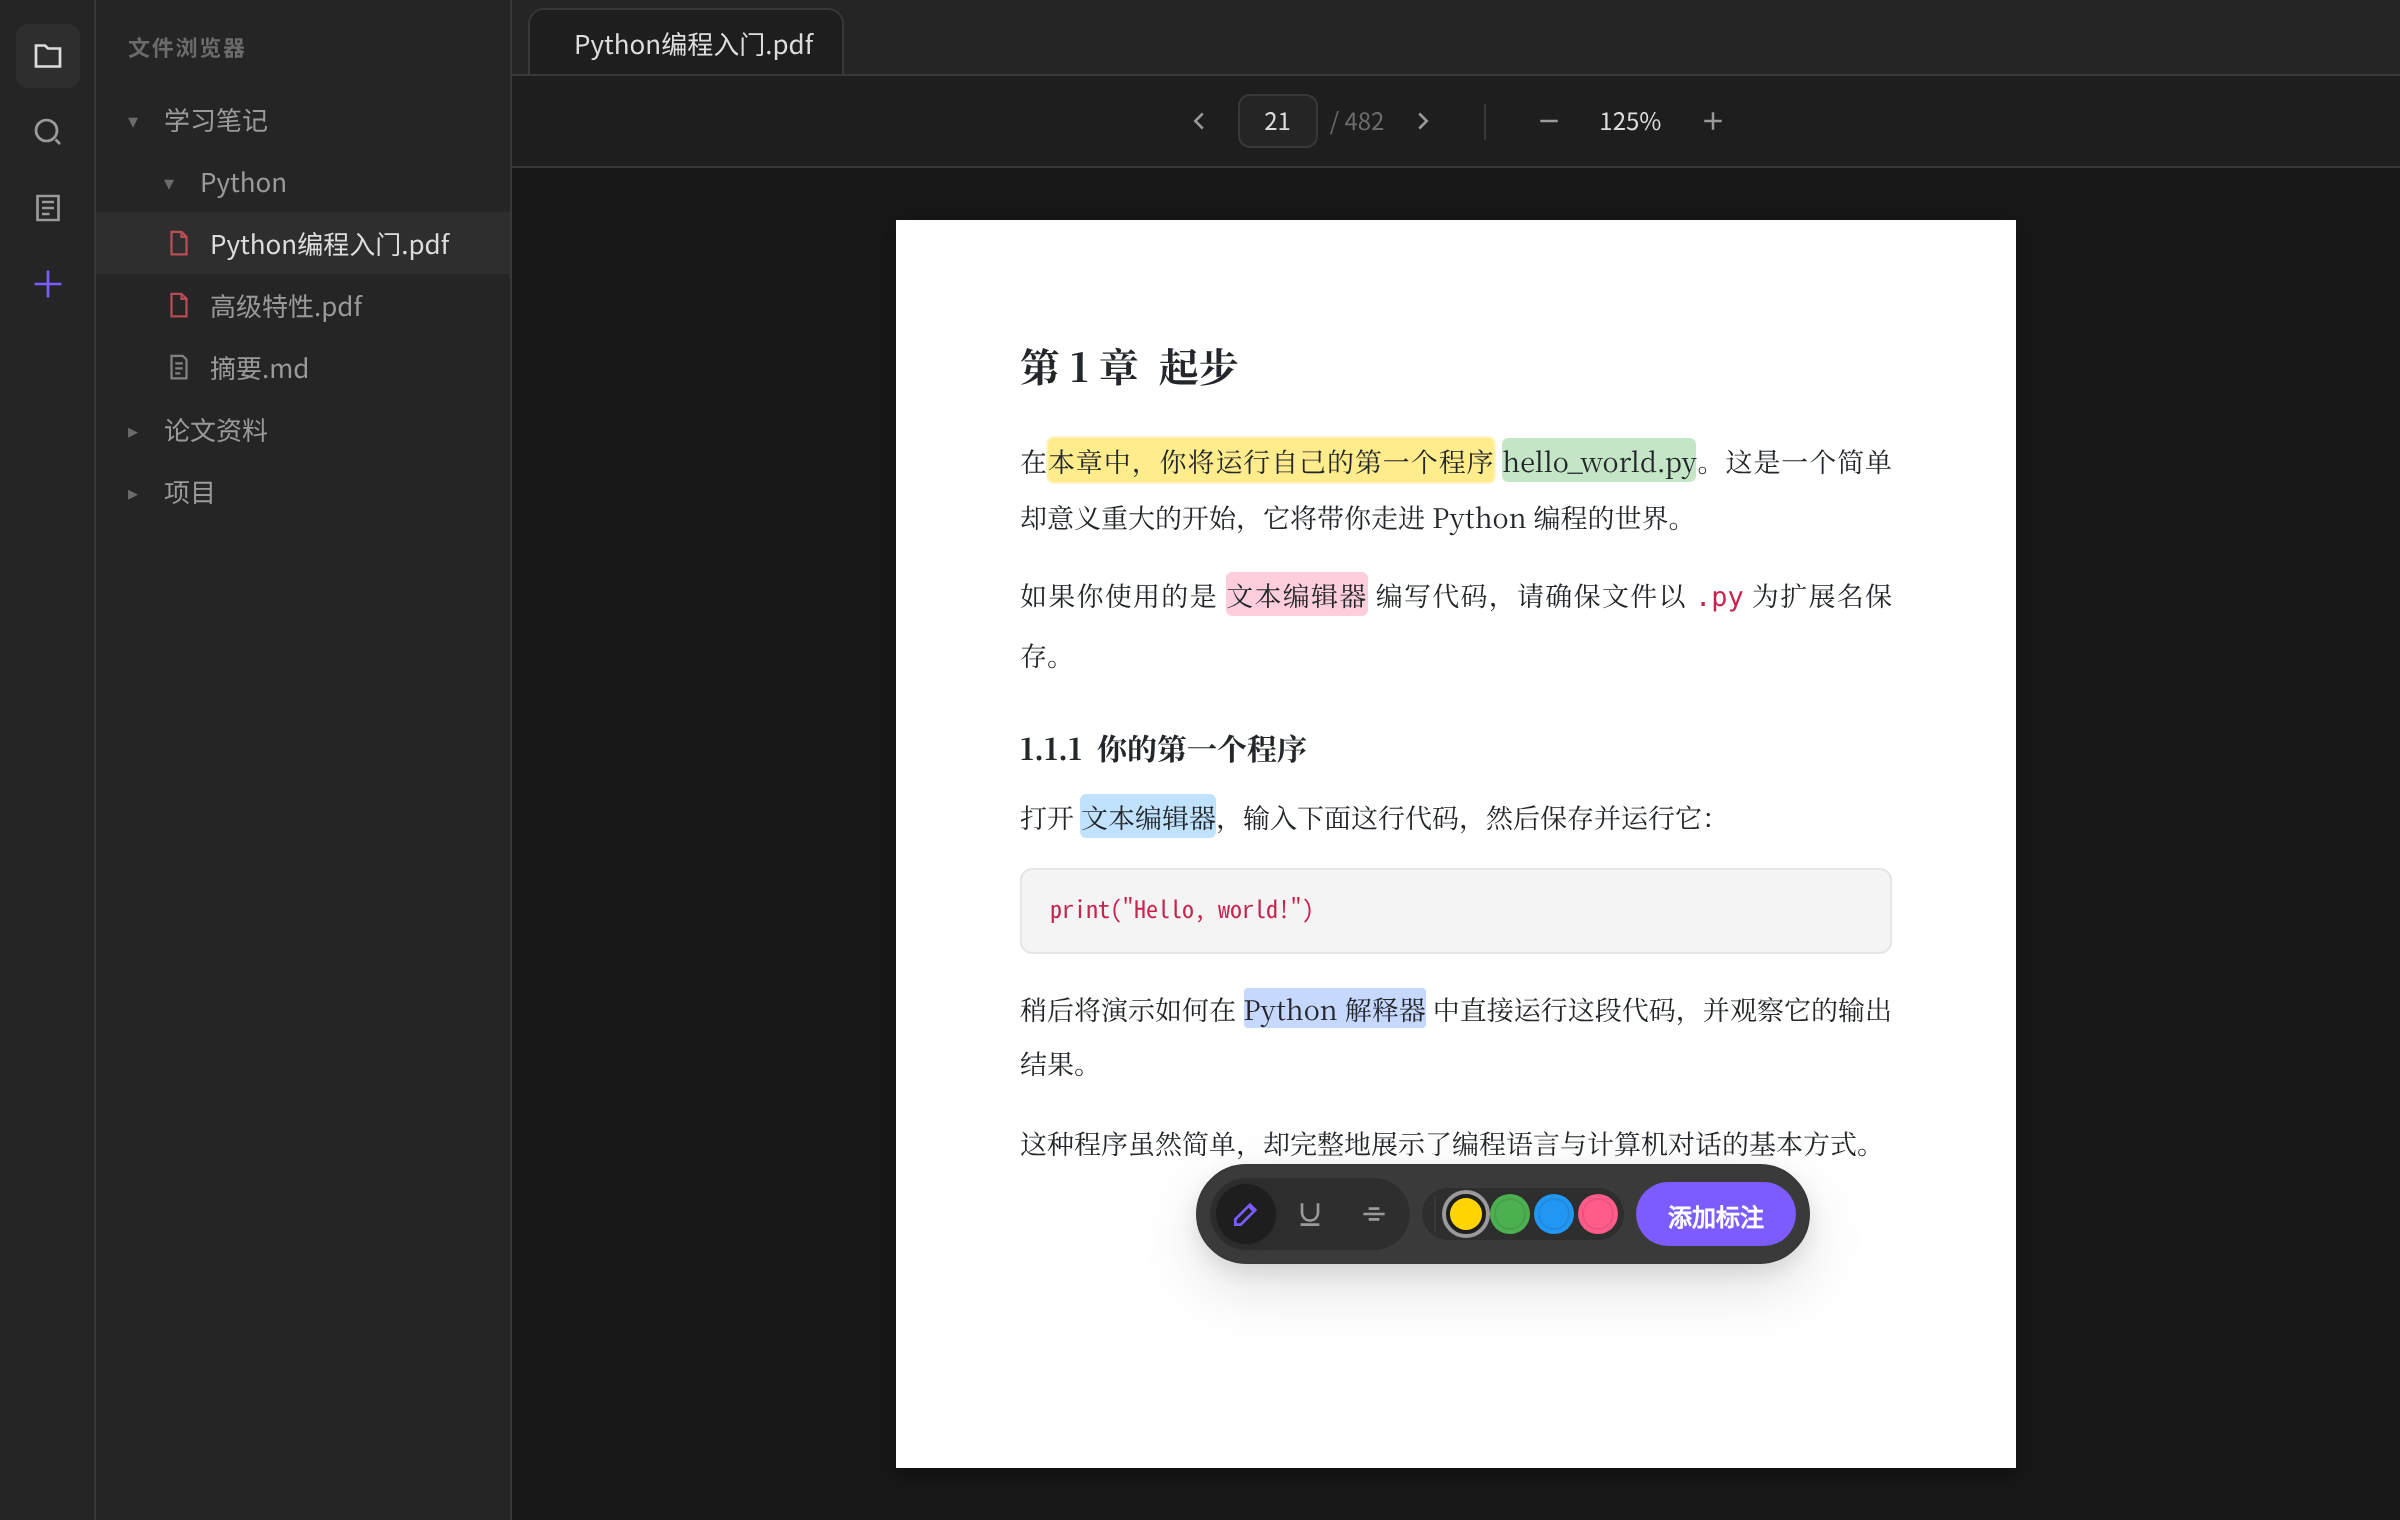 文件浏览器
学习笔记
Python
Python编程入门.pdf
高级特性.pdf
摘要.md
论文资料
项目
Python编程入门.pdf
21 / 482 125%
第 1 章 起步
在本章中，你将运行自己的第一个程序 hello_world.py。这是一个简单
却意义重大的开始，它将带你走进 Python 编程的世界。
如果你使用的是 文本编辑器 编写代码，请确保文件以 .py 为扩展名保
存。
1.1.1 你的第一个程序
打开 文本编辑器，输入下面这行代码，然后保存并运行它：
print("Hello, world!")
稍后将演示如何在 Python 解释器 中直接运行这段代码，并观察它的输出
结果。
这种程序虽然简单，却完整地展示了编程语言与计算机对话的基本方式。
添加标注